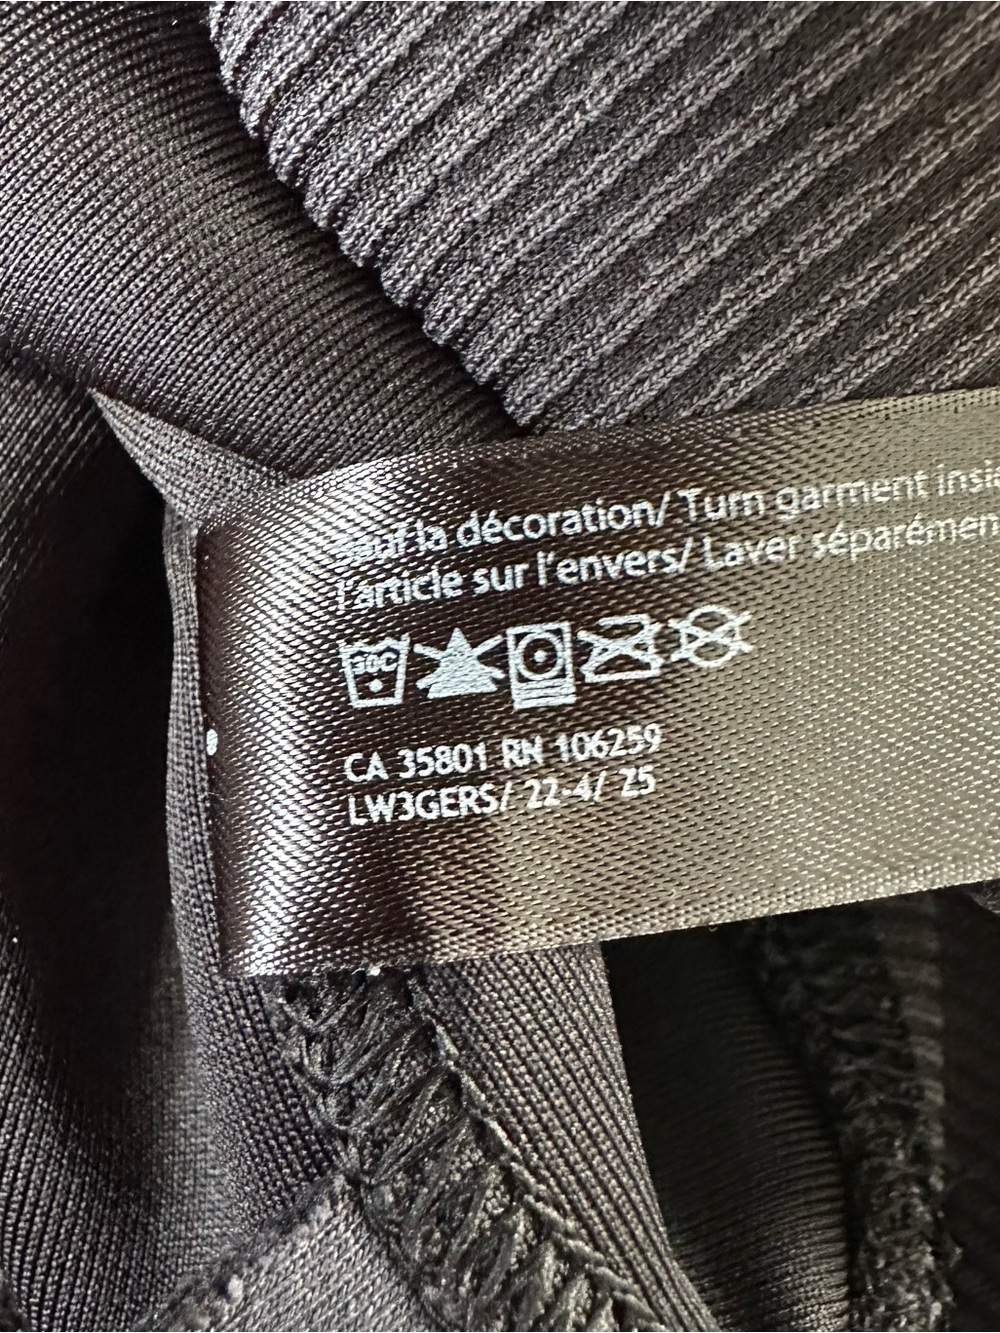 sauf la décoration/ Turn garment insi
l'article sur l'envers/ Laver séparémen
30C
CA 35801 RN 106259
LW3GERS/ 22-4/ Z5